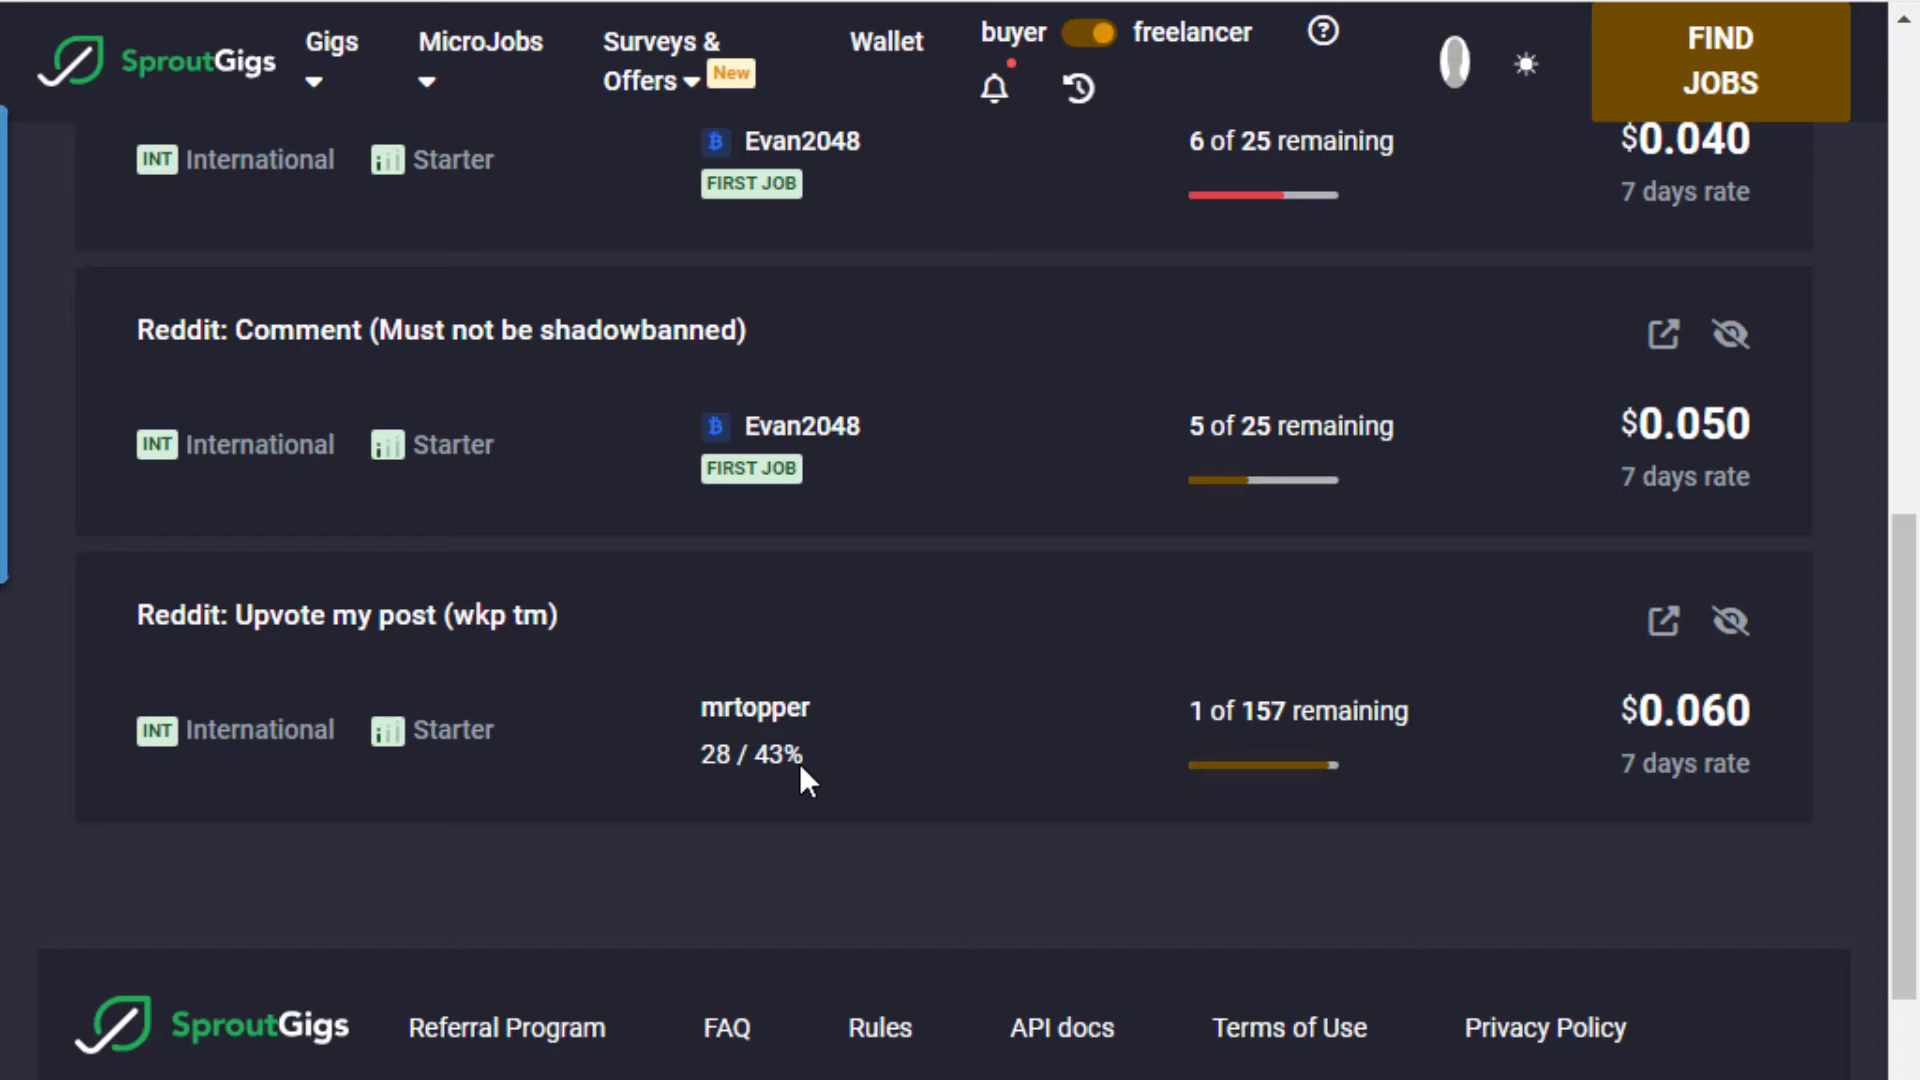 SproutGigs
Gigs
MicroJobs
Surveys &
Offers
New
Wallet
buyer
freelancer
FIND
JOBS
INT International
Starter
Evan2048
FIRST JOB
6 of 25 remaining
$0.040
7 days rate
Reddit: Comment (Must not be shadowbanned)
INT International
Starter
Evan2048
FIRST JOB
5 of 25 remaining
$0.050
7 days rate
Reddit: Upvote my post (wkp tm)
INT International
Starter
mrtopper
28 / 43%
1 of 157 remaining
$0.060
7 days rate
SproutGigs
Referral Program
FAQ
Rules
API docs
Terms of Use
Privacy Policy